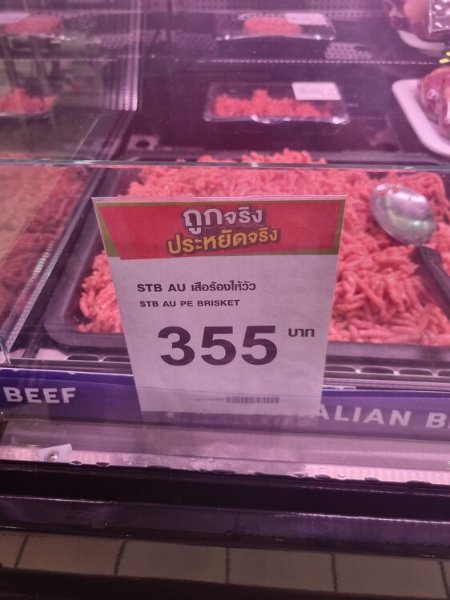 ถูกจริง
ประหยัดจริง
STB AU เสือร้องไห้วัว
STB AU PE BRISKET
355 บาท
BEEF
ALIAN B